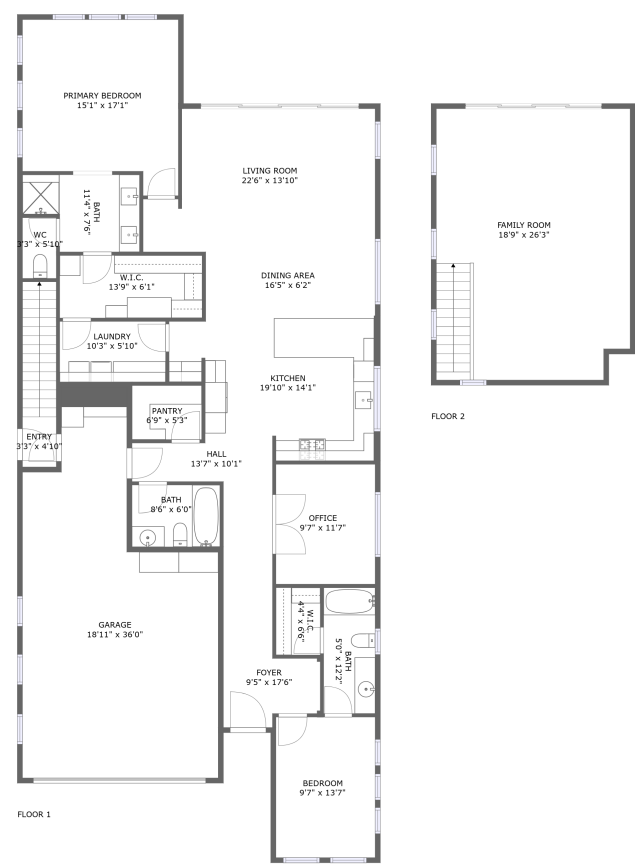 PRIMARY BEDROOM
15'1" x 17'1"
LIVING ROOM
22'6" x 13'10"
BATH
11'4" x 7'6"
WC
3'3" x 5'10"
FAMILY ROOM
18'9" x 26'3"
W.I.C.
13'9" x 6'1"
DINING AREA
16'5" x 6'2"
LAUNDRY
10'3" x 5'10"
KITCHEN
19'10" x 14'1"
PANTRY
6'9" x 5'3"
FLOOR 2
ENTRY
3'3" x 4'10"
HALL
13'7" x 10'1"
BATH
8'6" x 6'0"
OFFICE
9'7" x 11'7"
GARAGE
18'11" x 36'0"
W.I.C.
4'4" x 6'6"
BATH
5'0" x 12'2"
FOYER
9'5" x 17'6"
BEDROOM
9'7" x 13'7"
FLOOR 1